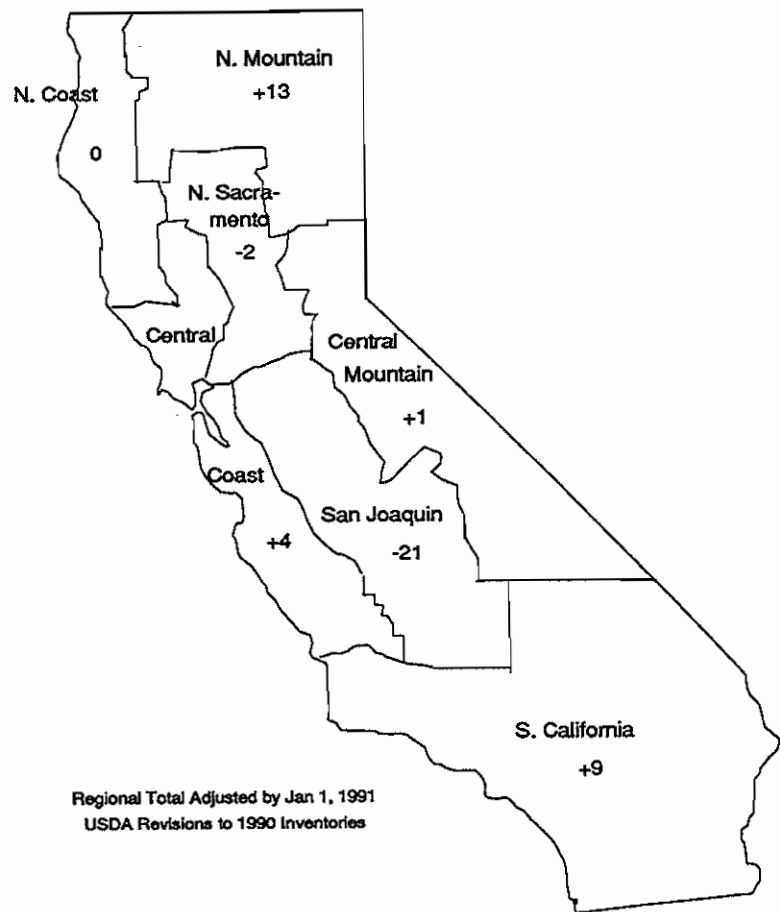 N. Mountain
+13
N. Coast
0
N. Sacra-
mento
-2
Central
Central
Mountain
+1
Coast
+4
San Joaquin
-21
S. California
+9
Regional Total Adjusted by Jan 1, 1991
USDA Revisions to 1990 Inventories